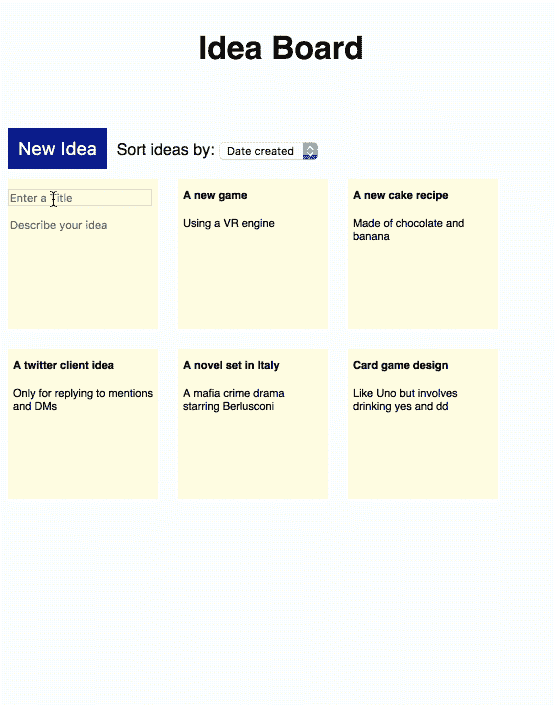 Idea Board
New Idea Sort ideas by: Date created
Enter a Title
Describe your idea
A new game
Using a VR engine
A new cake recipe
Made of chocolate and
banana
A twitter client idea
Only for replying to mentions
and DMs
A novel set in Italy
A mafia crime drama
starring Berlusconi
Card game design
Like Uno but involves
drinking yes and dd